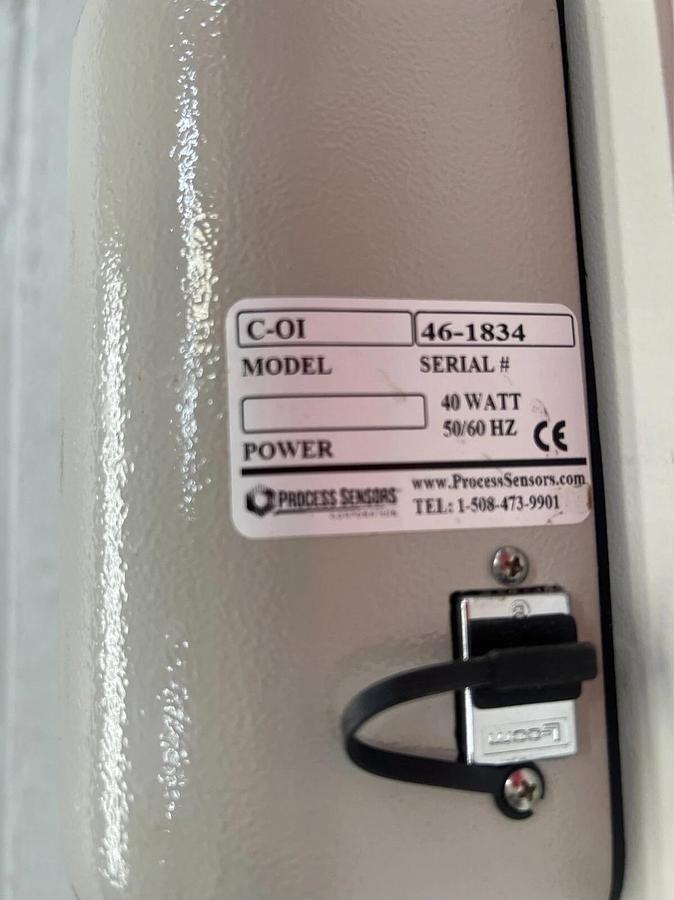 C-OI 46-1834
MODEL SERIAL #
40 WATT
50/60 HZ
CE
POWER
PROCESS SENSORS
CORPORATION
www.ProcessSensors.com
TEL: 1-508-473-9901
L-com